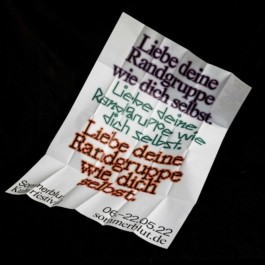 Liebe deine
Randgruppe
wie dich selbst.
Liebe deine
Randgruppe wie
dich selbst.
Liebe deine
Randgruppe
wie dich
selbst.
Sommerblut
Kulturfestival
06–22.05.22
sommerblut.de